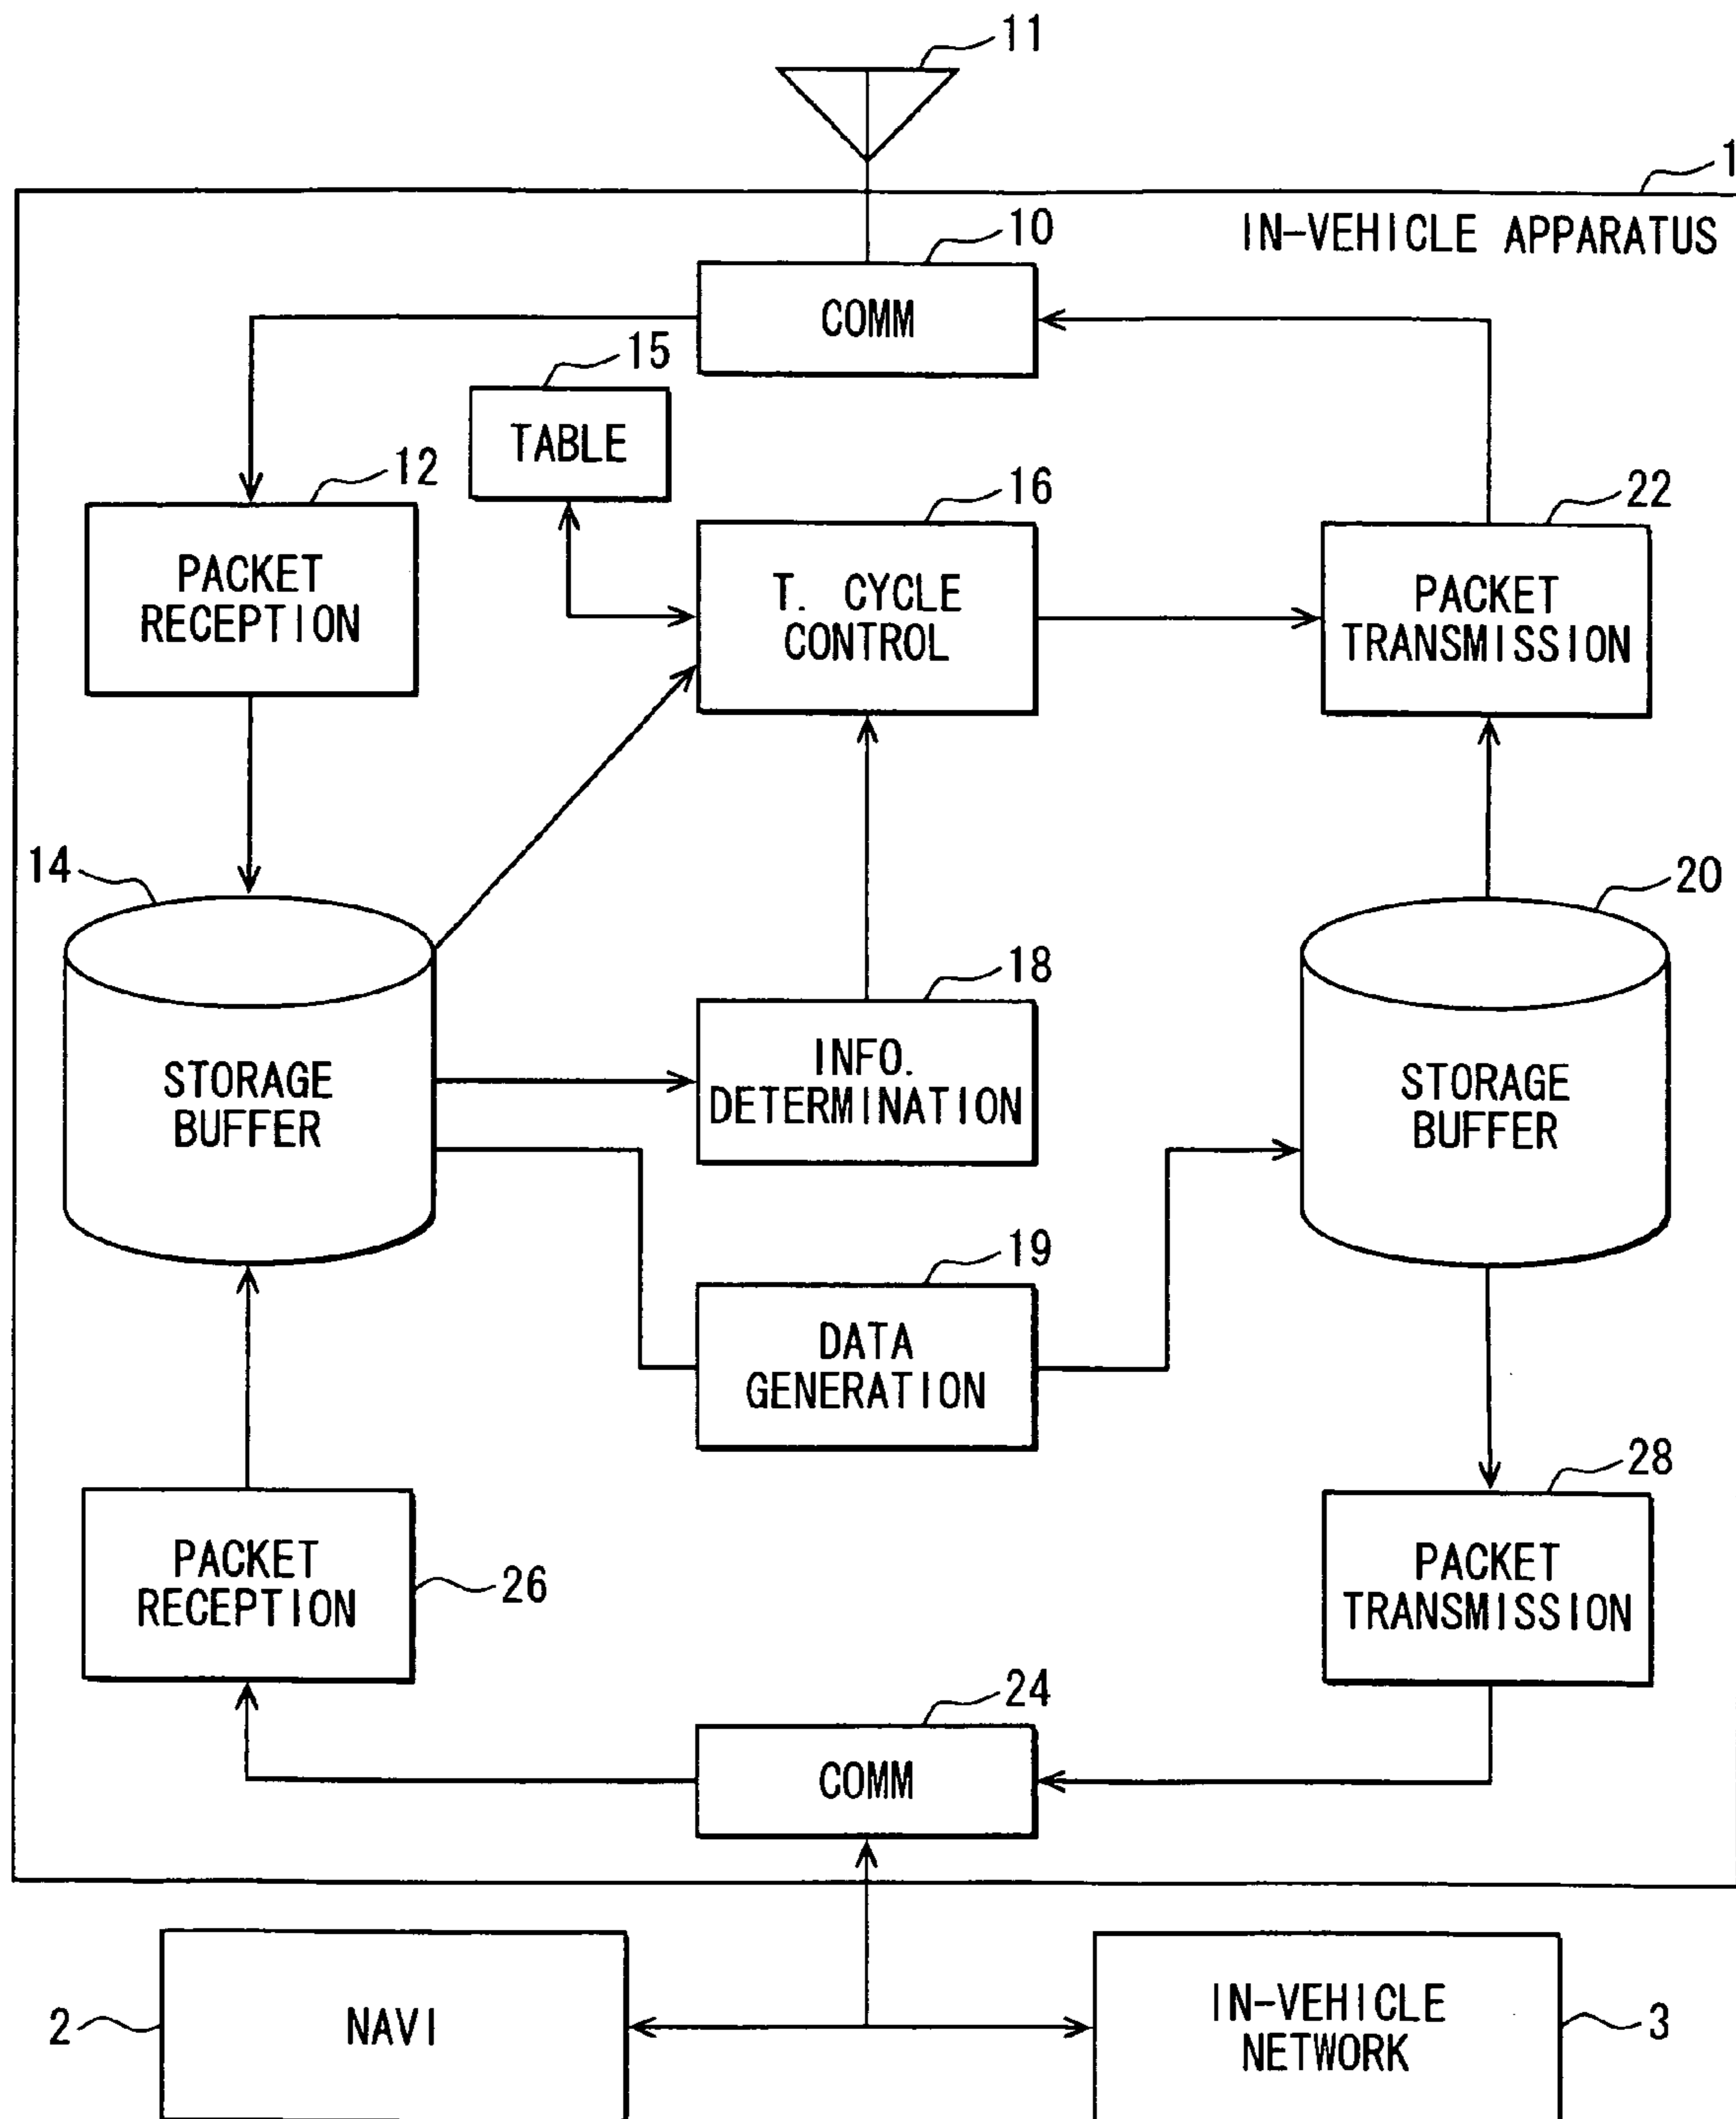 11
1
IN-VEHICLE APPARATUS
10
COMM
15
TABLE
12
PACKET
RECEPTION
16
T. CYCLE
CONTROL
22
PACKET
TRANSMISSION
14
STORAGE
BUFFER
18
INFO.
DETERMINATION
20
STORAGE
BUFFER
19
DATA
GENERATION
26
PACKET
RECEPTION
28
PACKET
TRANSMISSION
24
COMM
2
NAVI
IN-VEHICLE
NETWORK
3